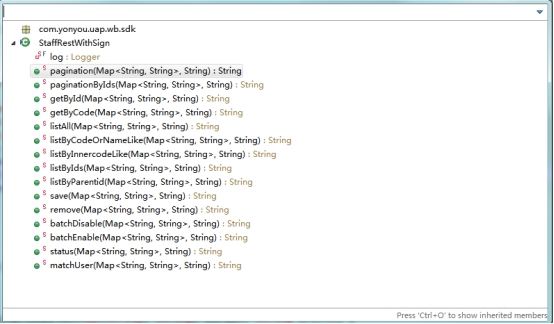 com.yonyou.uap.wb.sdk
StaffRestWithSign
log : Logger
pagination(Map<String, String>, String) : String
paginationByIds(Map<String, String>, String) : String
getById(Map<String, String>, String) : String
getByCode(Map<String, String>, String) : String
listAll(Map<String, String>, String) : String
listByCodeOrNameLike(Map<String, String>, String) : String
listByInnercodeLike(Map<String, String>, String) : String
listByIds(Map<String, String>, String) : String
listByParentid(Map<String, String>, String) : String
save(Map<String, String>, String) : String
remove(Map<String, String>, String) : String
batchDisable(Map<String, String>, String) : String
batchEnable(Map<String, String>, String) : String
status(Map<String, String>, String) : String
matchUser(Map<String, String>, String) : String
Press 'Ctrl+O' to show inherited members